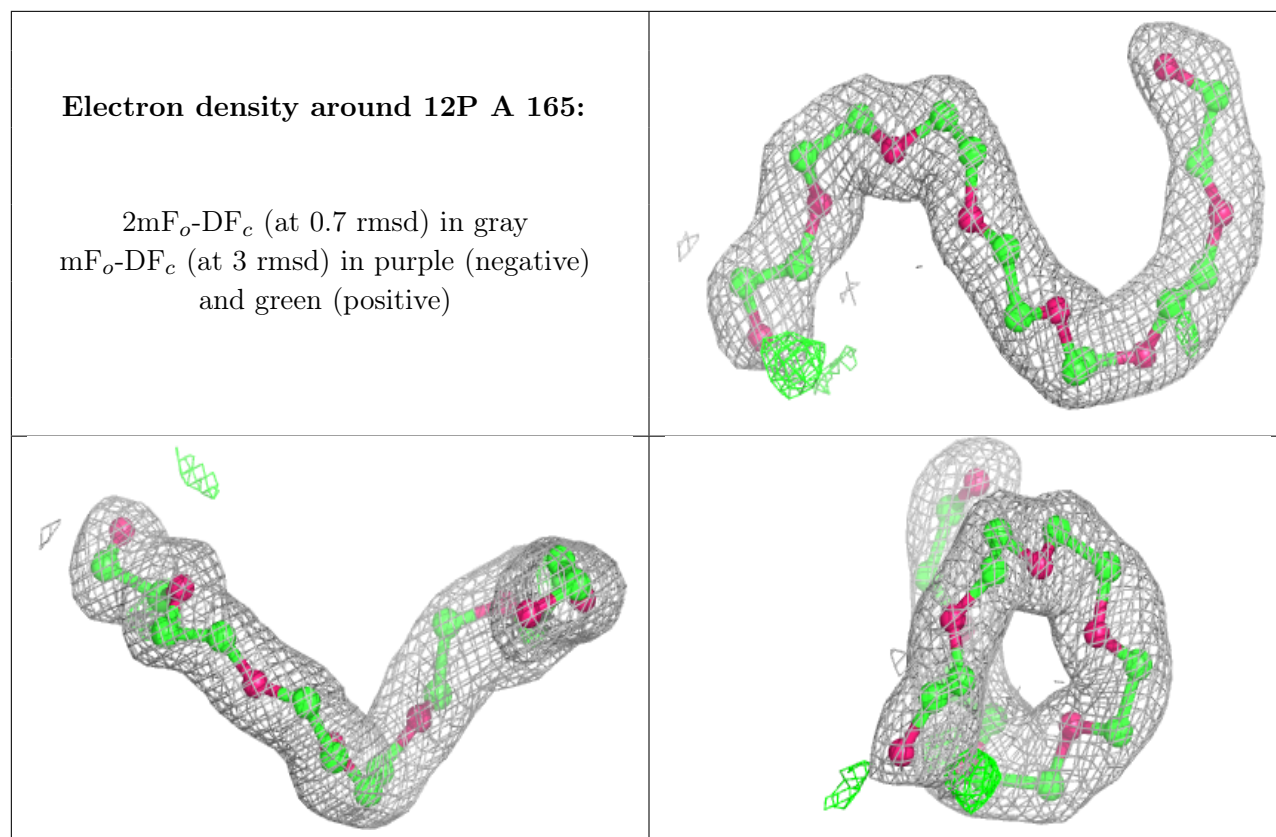 Electron density around 12P A 165:
2mFₒ-DF𝒸 (at 0.7 rmsd) in gray
mFₒ-DF𝒸 (at 3 rmsd) in purple (negative)
and green (positive)